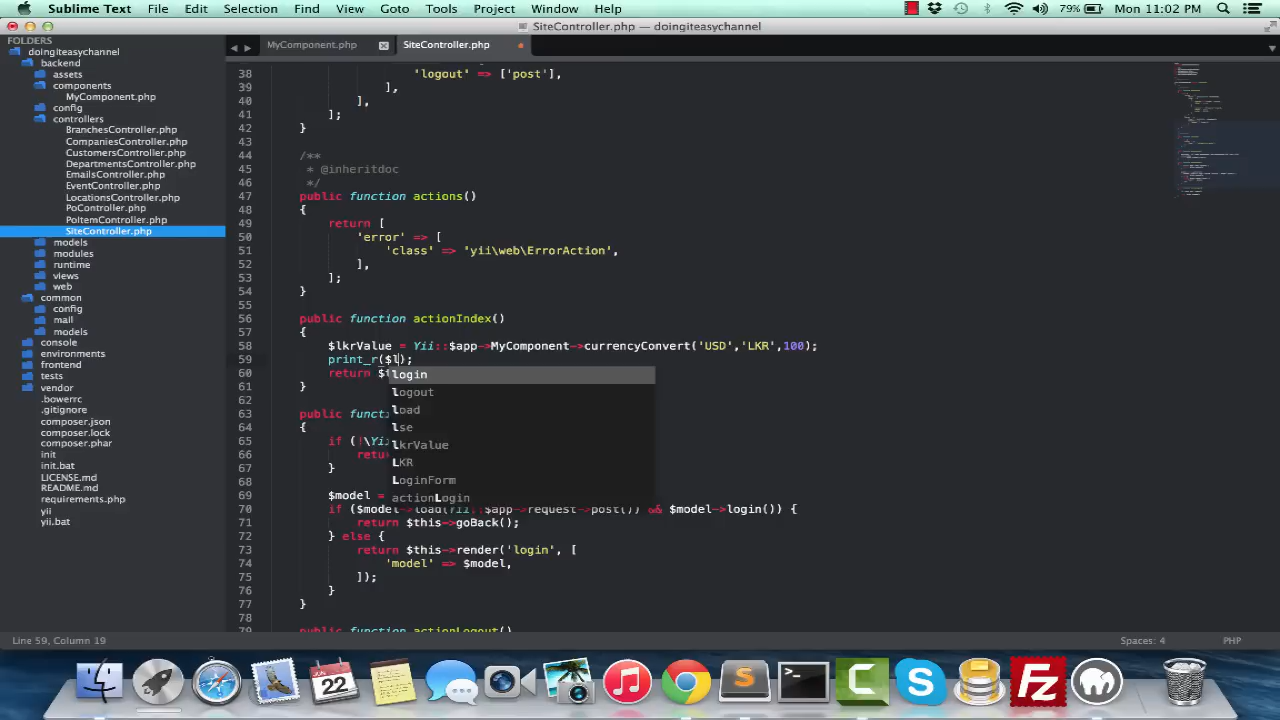 Sublime Text File Edit Selection Find View Goto Tools Project Window Help 79% Mon 11:02 PM
SiteController.php — doingiteasychannel
FOLDERS
doingiteasychannel
backend
assets
components
MyComponent.php
config
controllers
BranchesController.php
CompaniesController.php
CustomersController.php
DepartmentsController.php
EmailsController.php
EventController.php
LocationsController.php
PoController.php
PoItemController.php
SiteController.php
models
modules
runtime
views
web
common
config
mail
models
console
environments
frontend
tests
vendor
.bowerrc
.gitignore
composer.json
composer.lock
composer.phar
init
init.bat
LICENSE.md
README.md
requirements.php
yii
yii.bat
MyComponent.php SiteController.php
38 'logout' => ['post'],
39 ],
40 ],
41 ];
42 }
43
44 /**
45 * @inheritdoc
46 */
47 public function actions()
48 {
49 return [
50 'error' => [
51 'class' => 'yii\web\ErrorAction',
52 ],
53 ];
54 }
55
56 public function actionIndex()
57 {
58 $lkrValue = Yii::$app->MyComponent->currencyConvert('USD','LKR',100);
59 print_r($l);
60 return $t
61 }
62
63 public funct
64 {
65 if (!\Yi
66 retu
67 }
68
69 $model =
70 if ($model->load(Yii::$app->request->post()) && $model->login()) {
71 return $this->goBack();
72 } else {
73 return $this->render('login', [
74 'model' => $model,
75 ]);
76 }
77 }
78
79 public function actionLogout()
login
logout
load
lse
lkrValue
LKR
LoginForm
actionLogin
Line 59, Column 19 Spaces: 4 PHP
JUN
22